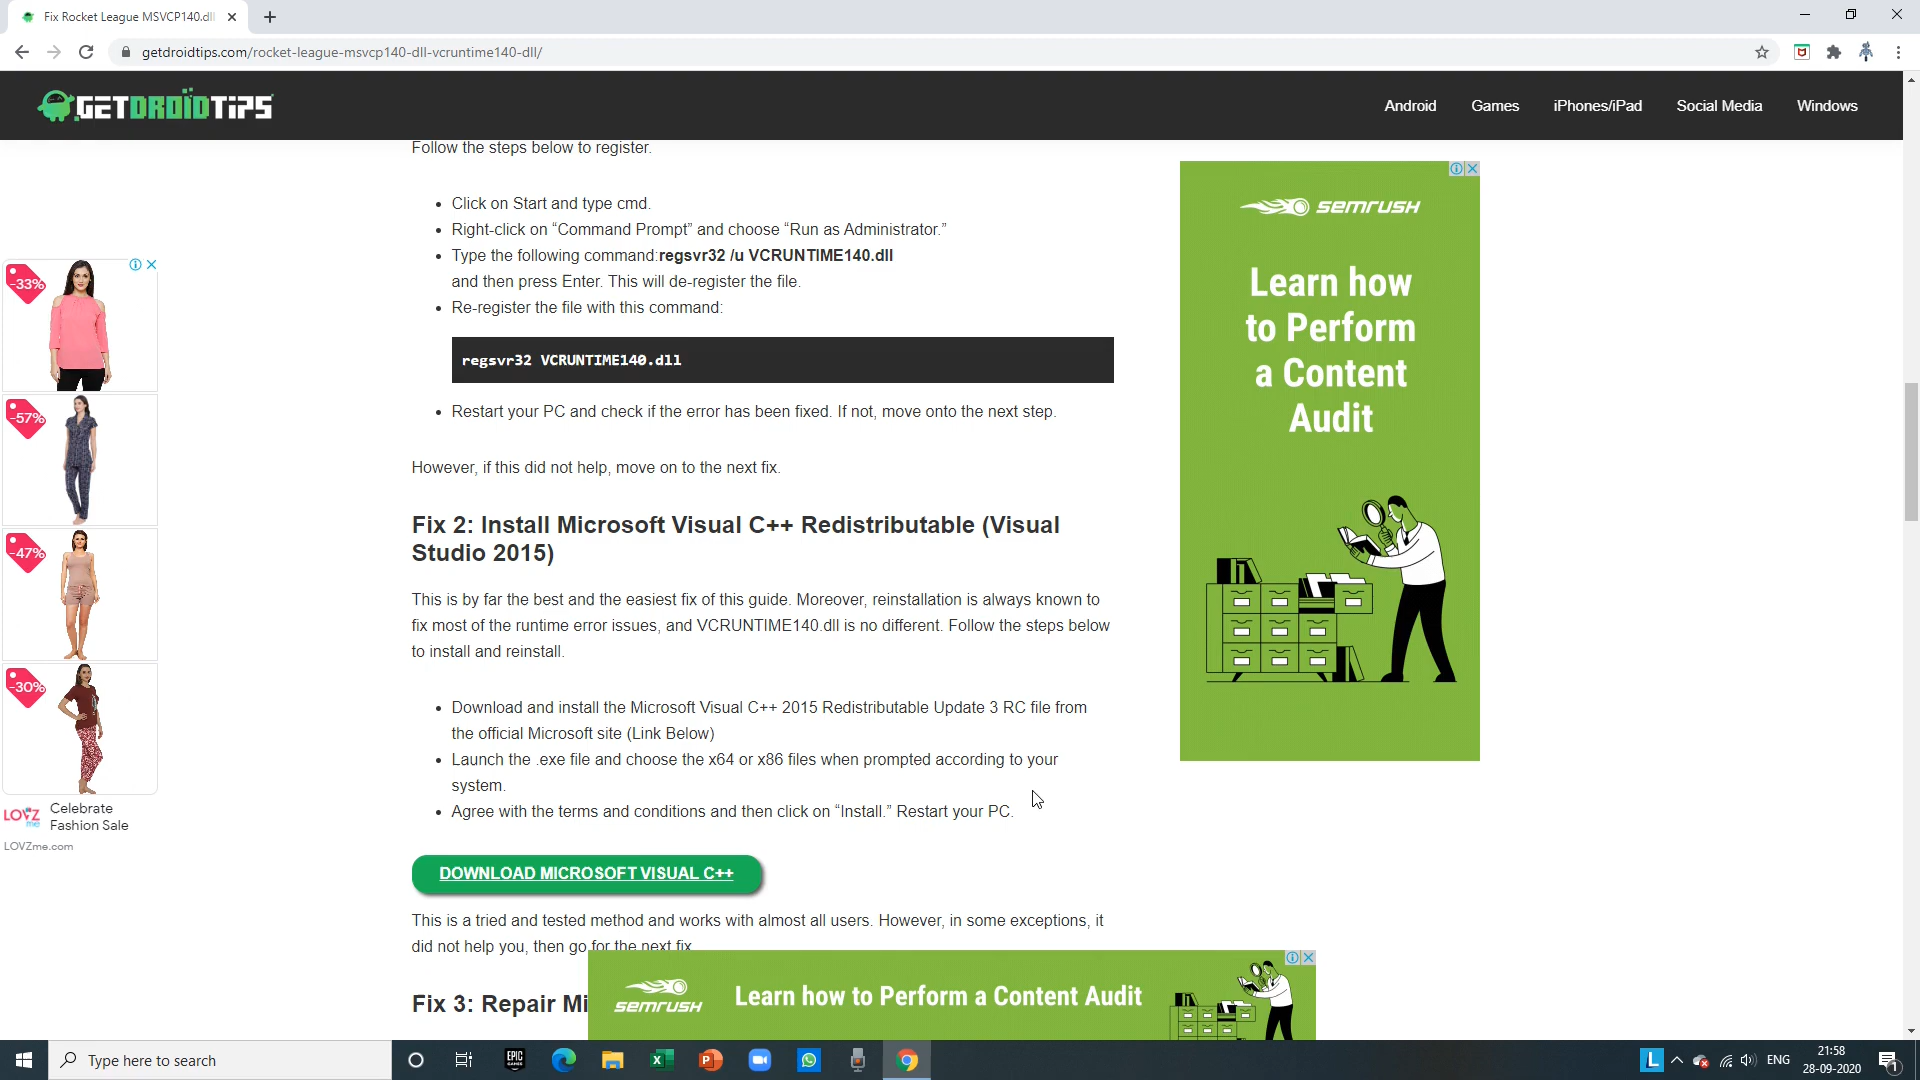 Fix Rocket League MSVCP140.dll
getdroidtips.com/rocket-league-msvcp140-dll-vcruntime140-dll/
GETDROIDTIPS
Android Games iPhones/iPad Social Media Windows
Follow the steps below to register.
Click on Start and type cmd.
Right-click on “Command Prompt” and choose “Run as Administrator.”
Type the following command:regsvr32 /u VCRUNTIME140.dll
and then press Enter. This will de-register the file.
Re-register the file with this command:
regsvr32 VCRUNTIME140.dll
Restart your PC and check if the error has been fixed. If not, move onto the next step.
However, if this did not help, move on to the next fix.
Fix 2: Install Microsoft Visual C++ Redistributable (Visual
Studio 2015)
This is by far the best and the easiest fix of this guide. Moreover, reinstallation is always known to
fix most of the runtime error issues, and VCRUNTIME140.dll is no different. Follow the steps below
to install and reinstall.
Download and install the Microsoft Visual C++ 2015 Redistributable Update 3 RC file from
the official Microsoft site (Link Below)
Launch the .exe file and choose the x64 or x86 files when prompted according to your
system.
Agree with the terms and conditions and then click on “Install.” Restart your PC.
DOWNLOAD MICROSOFT VISUAL C++
This is a tried and tested method and works with almost all users. However, in some exceptions, it
did not help you, then go for the next fix.
Fix 3: Repair Mi
-33%
-57%
-47%
-30%
LOVZ
me
Celebrate
Fashion Sale
LOVZme.com
SEMRUSH
Learn how
to Perform
a Content
Audit
SEMRUSH
Learn how to Perform a Content Audit
Type here to search
EPIC
GAMES
L
ENG
21:58
28-09-2020
1